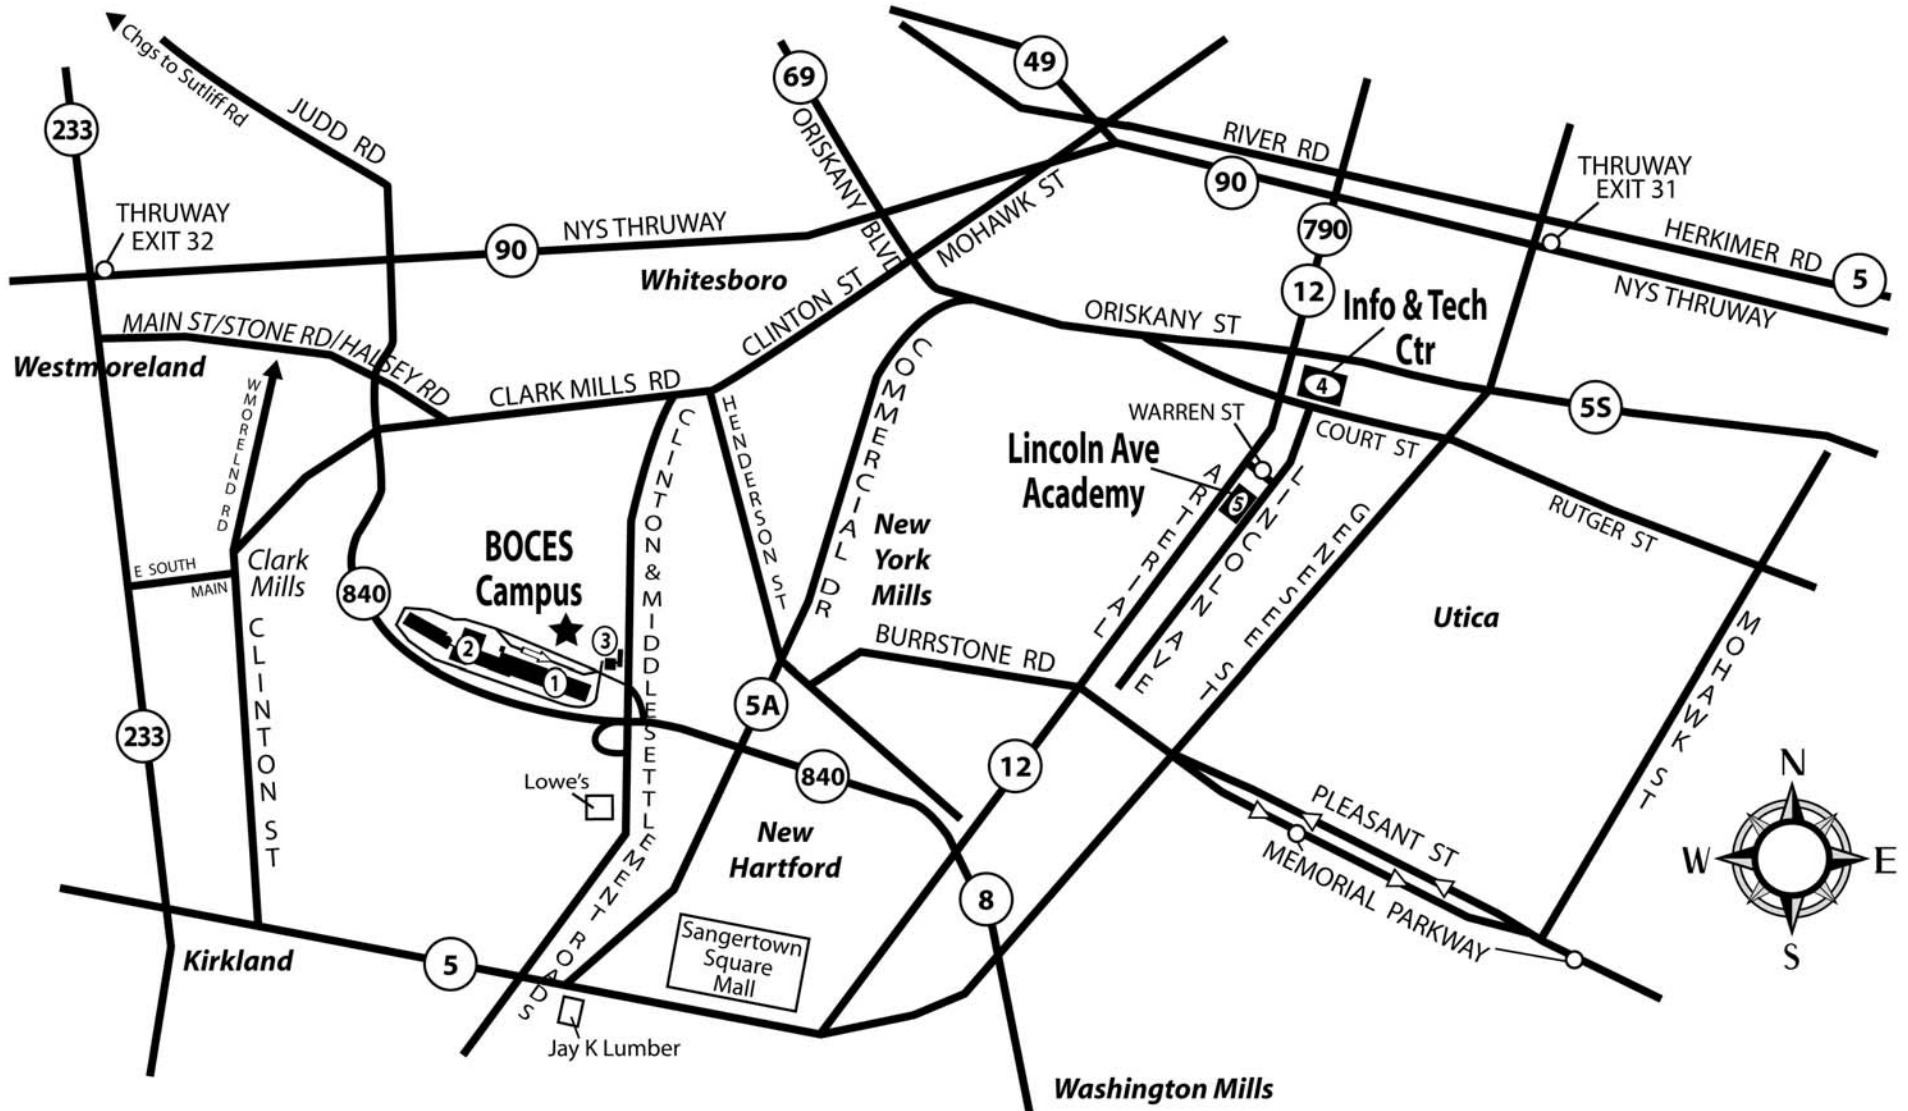 Chgs to Sutliff Rd
JUDD RD
233
THRUWAY
EXIT 32
69
ORISKANY BLVD
49
RIVER RD
90
THRUWAY
EXIT 31
HERKIMER RD
5
NYS THRUWAY
790
12
90
NYS THRUWAY
Whitesboro
MOHAWK ST
CLINTON ST
MAIN ST/STONE RD/HALSEY RD
Westmoreland
WMORELND RD
CLARK MILLS RD
ORISKANY ST
Info & Tech
Ctr
4
5S
COURT ST
WARREN ST
Lincoln Ave
Academy
5
ARTERIAL
LINCOLN AVE
GENESEE ST
RUTGER ST
Utica
MOHAWK ST
COMMERCIAL DR
HENDERSON ST
CLINTON & MIDDLESETTLEMENT ROADS
New
York
Mills
BURRSTONE RD
BOCES
Campus
1
2
3
840
E SOUTH
MAIN
Clark
Mills
CLINTON ST
233
5A
840
12
Lowe's
New
Hartford
8
PLEASANT ST
MEMORIAL PARKWAY
N
W
E
S
Kirkland
5
Sangertown
Square
Mall
Jay K Lumber
Washington Mills